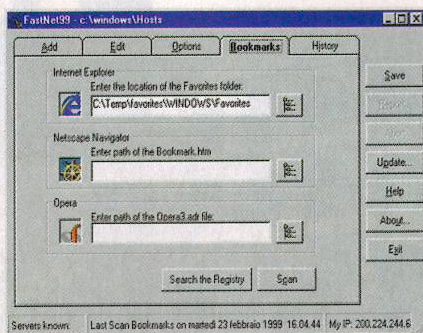 FastNet99 - c:\windows\Hosts
Add Edit Options Bookmarks History
Internet Explorer
Enter the location of the Favorites folder:
C:\Temp\favorites\WINDOWS\Favorites
Netscape Navigator
Enter path of the Bookmark.htm
Opera
Enter path of the Opera3.adr file:
Search the Registry Scan
Save
Update...
Help
About...
Exit
Servers known: Last Scan Bookmarks on martedì 23 febbraio 1999 16.04.44 My IP: 200.224.244.6